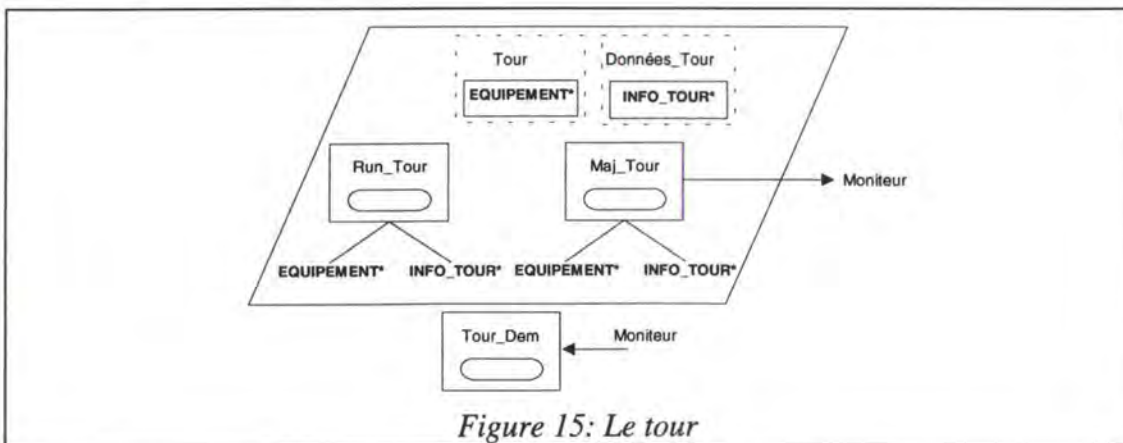 Tour
Données_Tour
EQUIPEMENT*
INFO_TOUR*
Run_Tour
Maj_Tour
Moniteur
EQUIPEMENT*
INFO_TOUR*
EQUIPEMENT*
INFO_TOUR*
Tour_Dem
Moniteur
Figure 15: Le tour